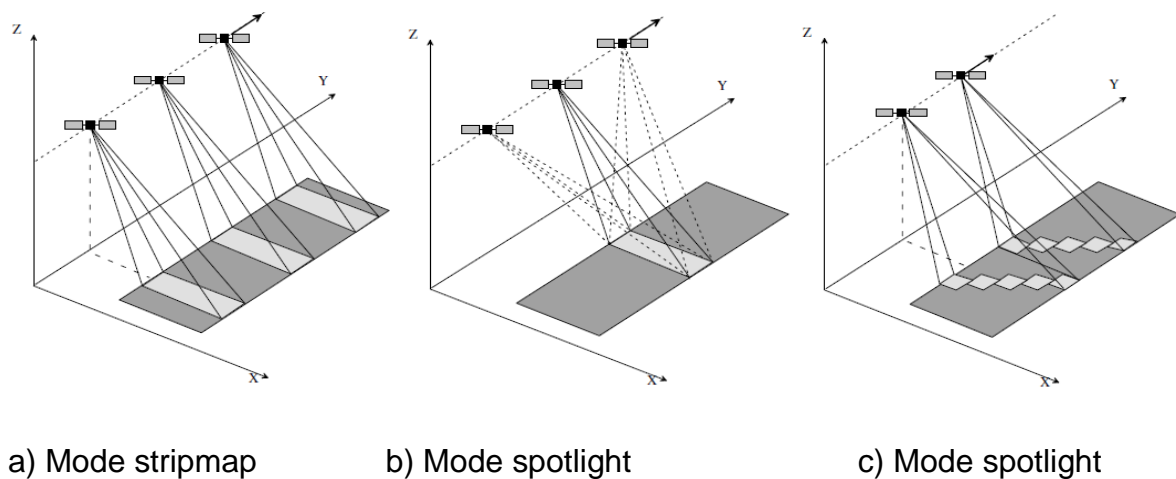 Z
Y
X
Z
Y
X
Z
Y
X
a) Mode stripmap
b) Mode spotlight
c) Mode spotlight